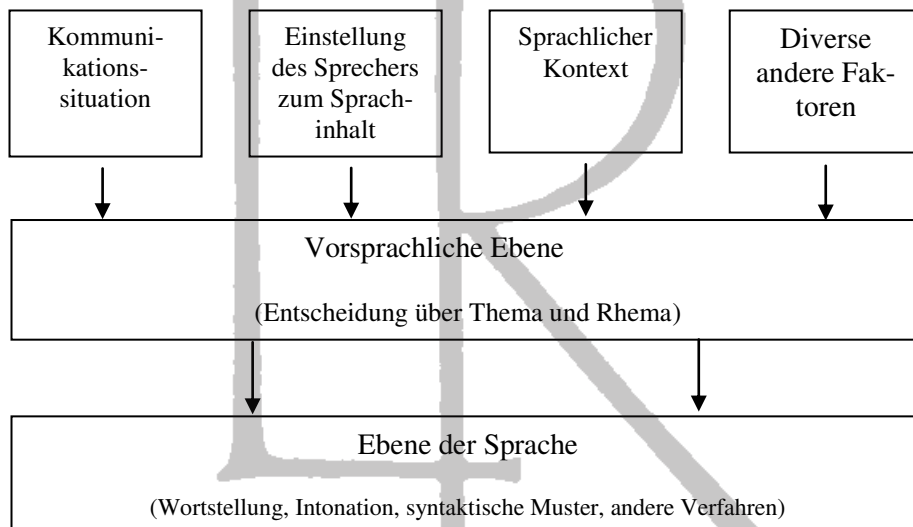 Kommuni-
kations-
situation
Einstellung
des Sprechers
zum Sprach-
inhalt
Sprachlicher
Kontext
Diverse
andere Fak-
toren
Vorsprachliche Ebene
(Entscheidung über Thema und Rhema)
Ebene der Sprache
(Wortstellung, Intonation, syntaktische Muster, andere Verfahren)